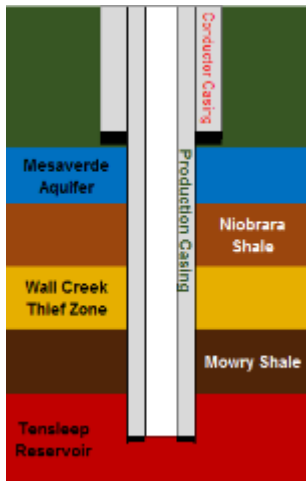 Conductor Casing
Mesaverde
Aquifer
Production Casing
Niobrara
Shale
Wall Creek
Thief Zone
Mowry Shale
Tensleep
Reservoir